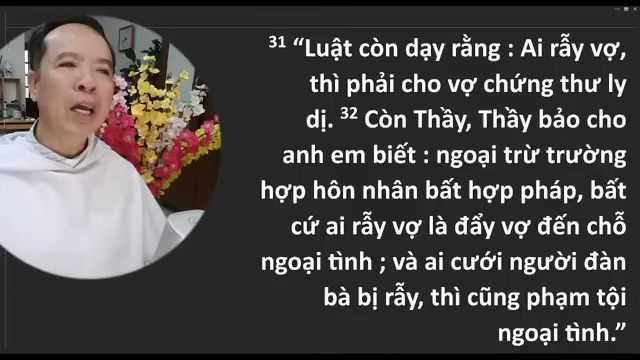 31 “Luật còn dạy rằng : Ai rẫy vợ,
thì phải cho vợ chứng thư ly
dị. 32 Còn Thầy, Thầy bảo cho
anh em biết : ngoại trừ trường
hợp hôn nhân bất hợp pháp, bất
cứ ai rẫy vợ là đẩy vợ đến chỗ
ngoại tình ; và ai cưới người đàn
bà bị rẫy, thì cũng phạm tội
ngoại tình.”